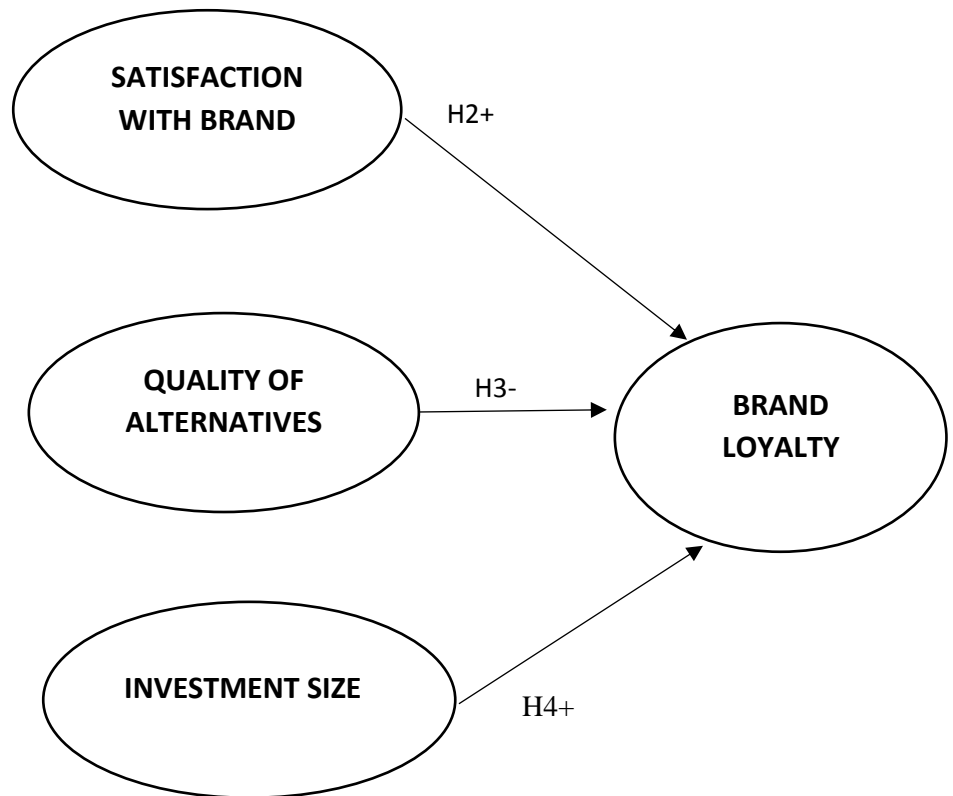 SATISFACTION
WITH BRAND
H2+
QUALITY OF
ALTERNATIVES
H3-
BRAND
LOYALTY
INVESTMENT SIZE
H4+